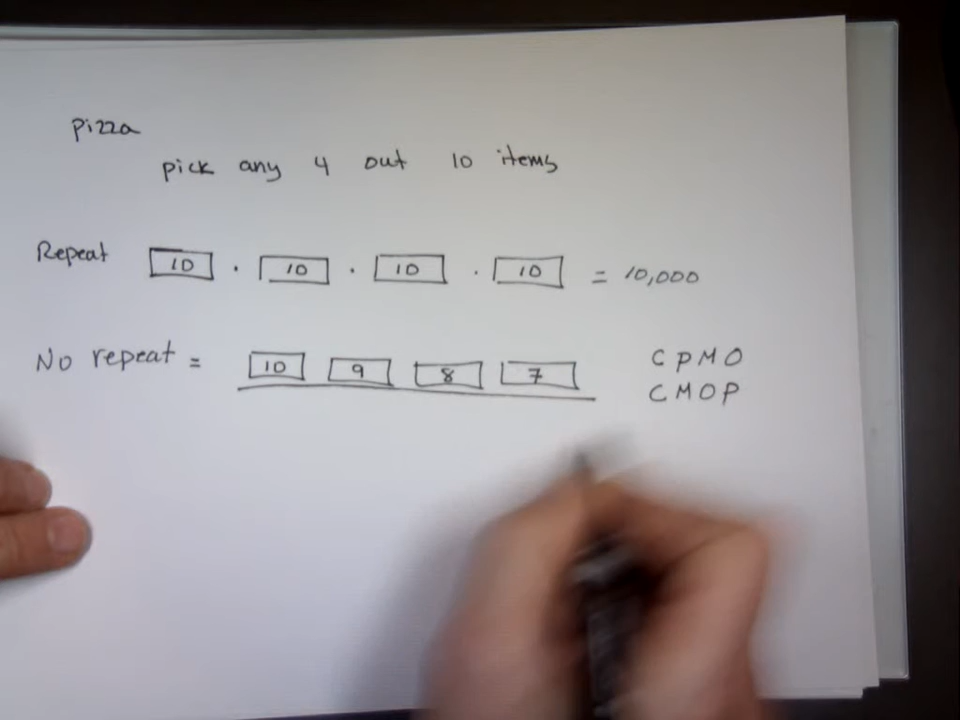 pizza
pick any 4 out 10 items
Repeat 10 . 10 . 10 . 10 = 10,000
No repeat = 10 9 8 7
CPMO
CMOP